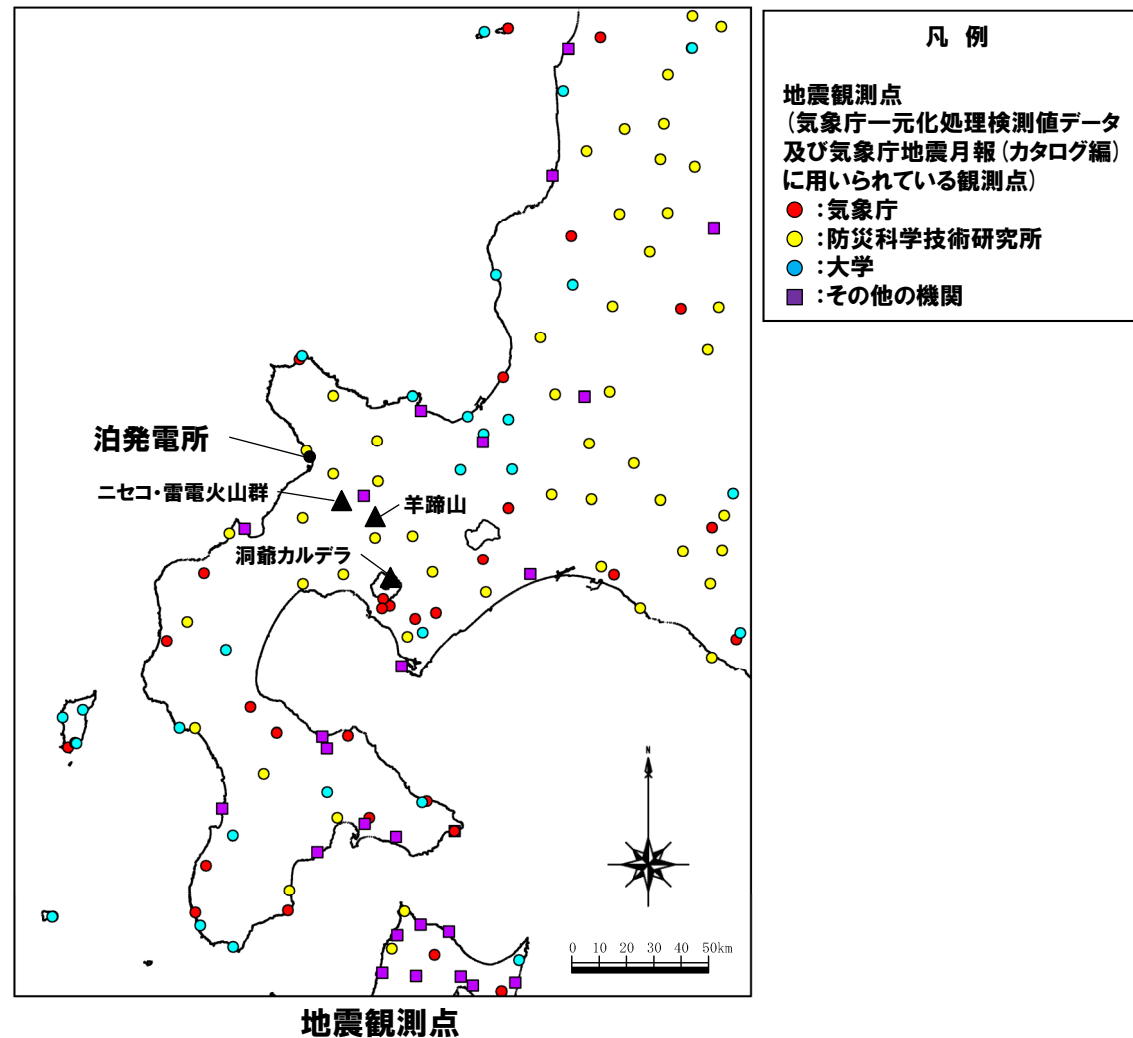 凡 例
地震観測点
(気象庁一元化処理検測値データ
及び気象庁地震月報(カタログ編)
に用いられている観測点)
:気象庁
:防災科学技術研究所
:大学
:その他の機関
泊発電所
ニセコ・雷電火山群
羊蹄山
洞爺カルデラ
N
0 10 20 30 40 50km
地震観測点